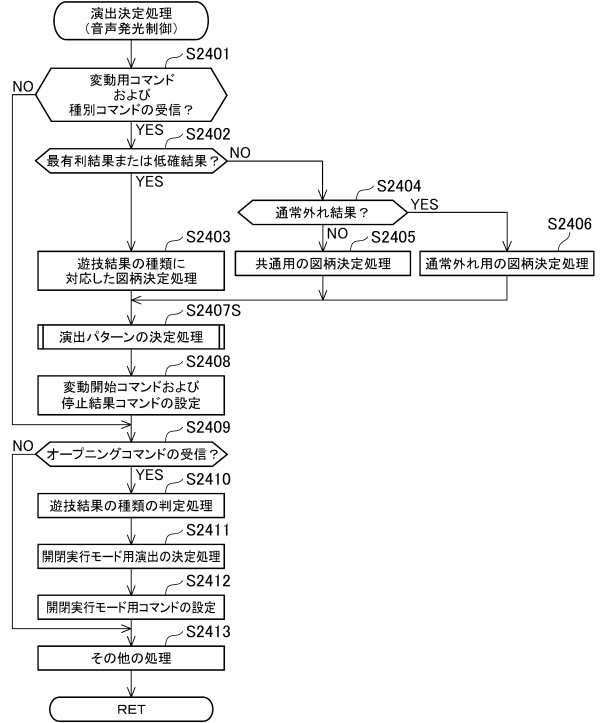 演出決定処理
（音声発光制御）
S2401
NO
変動用コマンド
および
種別コマンドの受信？
YES
S2402
最有利結果または低確結果？
NO
YES
S2404
通常外れ結果？
YES
NO
S2403
遊技結果の種類に
対応した図柄決定処理
S2405
共通用の図柄決定処理
S2406
通常外れ用の図柄決定処理
S2407S
演出パターンの決定処理
S2408
変動開始コマンドおよび
停止結果コマンドの設定
S2409
NO
オープニングコマンドの受信？
YES
S2410
遊技結果の種類の判定処理
S2411
開閉実行モード用演出の決定処理
S2412
開閉実行モード用コマンドの設定
S2413
その他の処理
RET